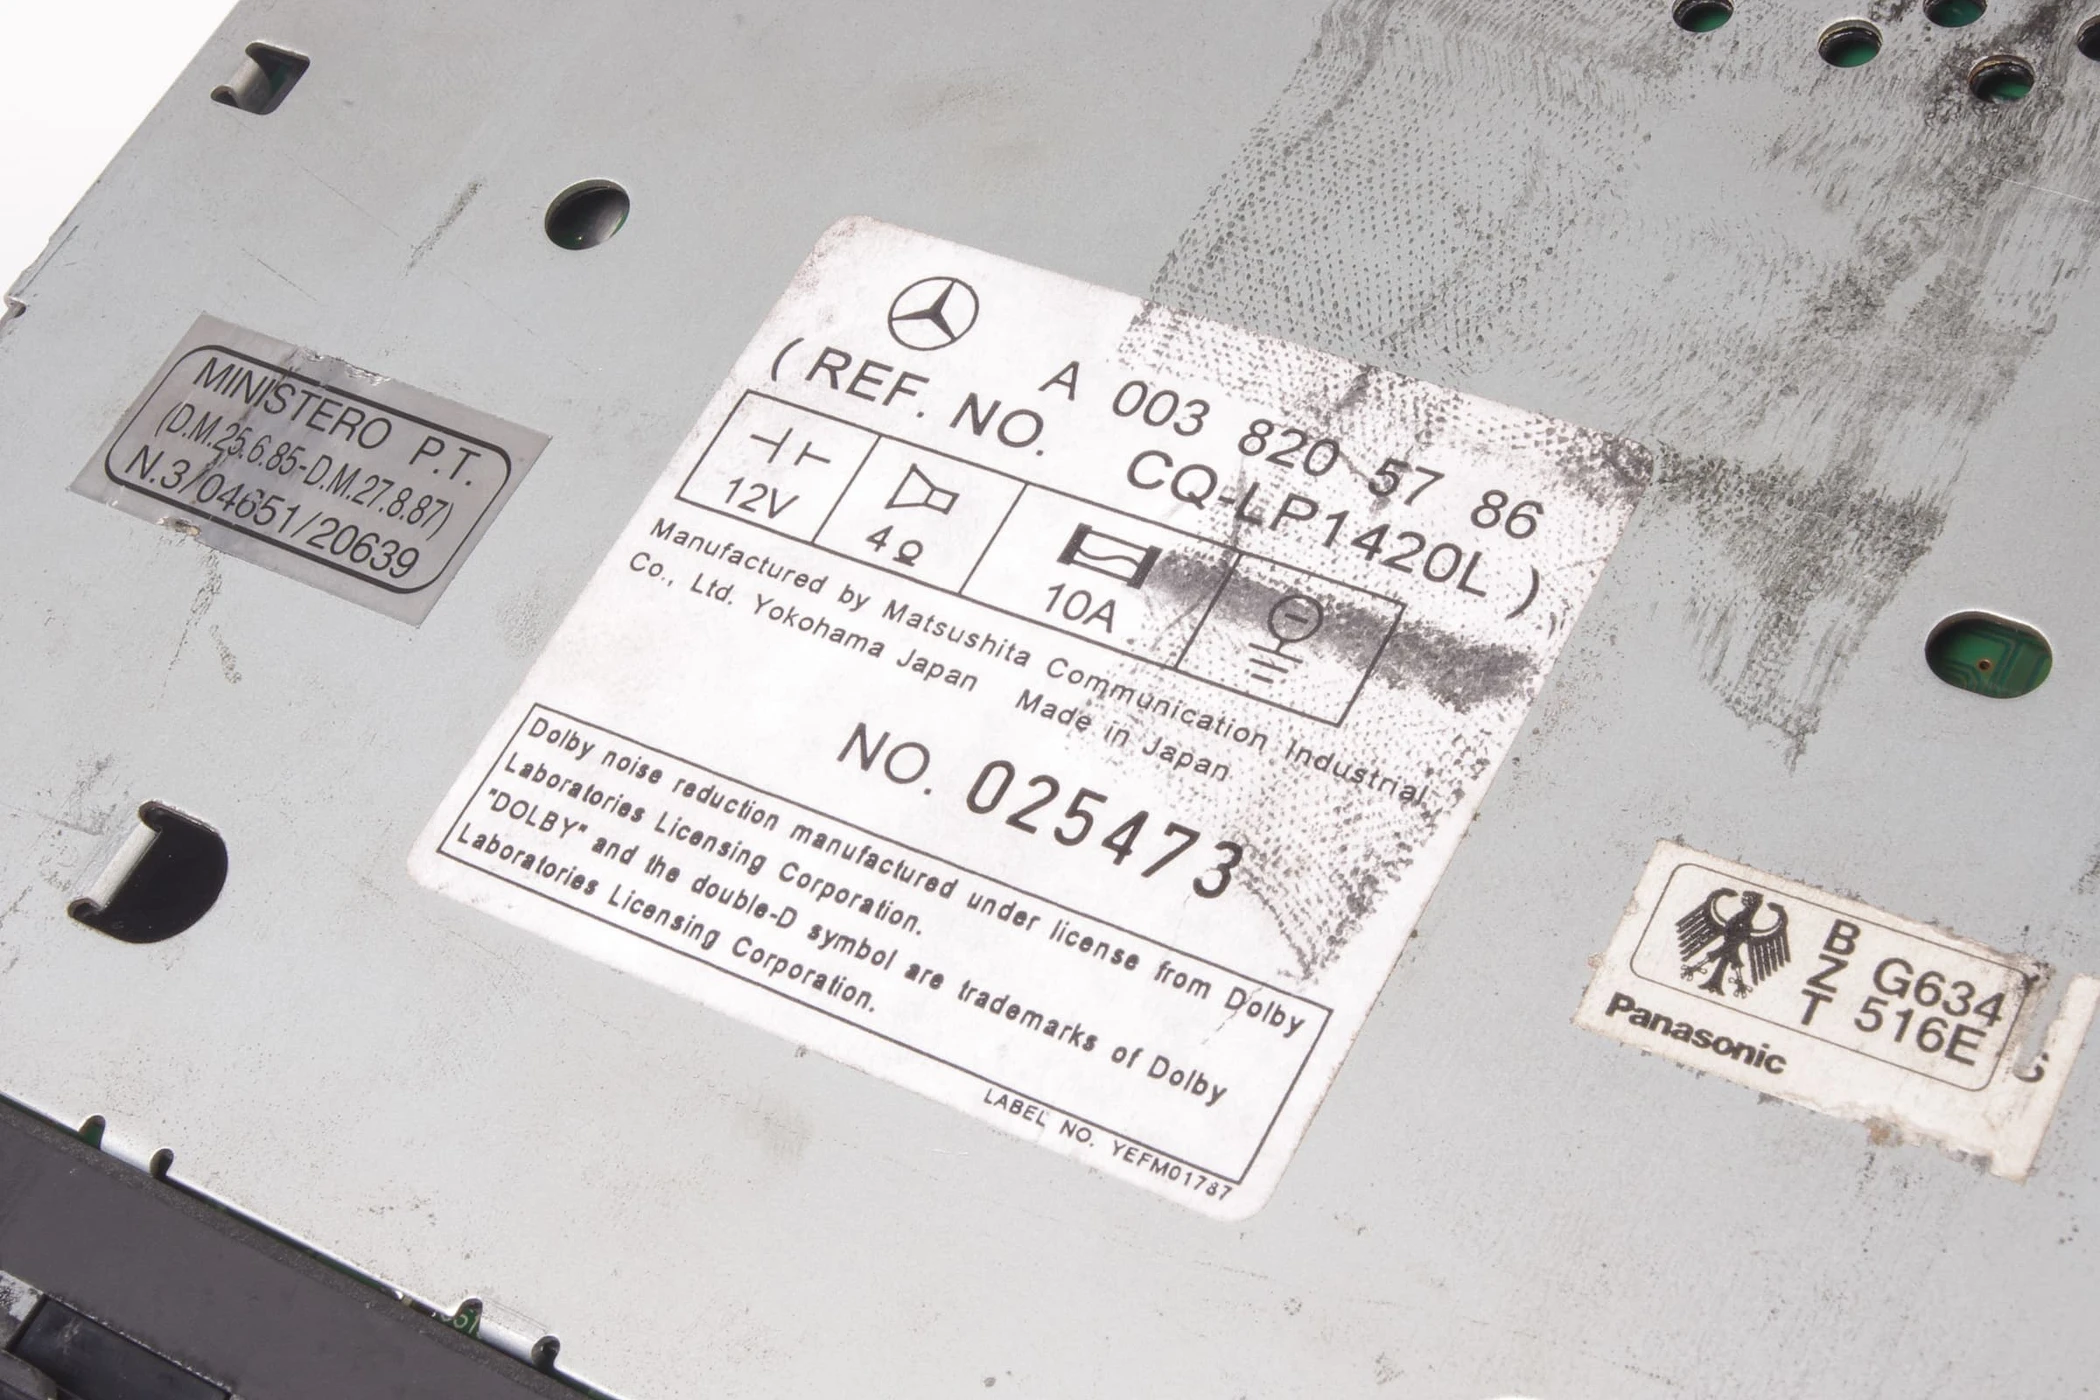 MINISTERO P.T.
(D.M.25.6.85-D.M.27.8.87)
N.3/04651/20639
A 003 820 57 86
( REF. NO. CQ-LP1420L )
12V
4Ω
10A
Manufactured by Matsushita Communication Industrial
Co., Ltd. Yokohama Japan Made in Japan
NO. 025473
Dolby noise reduction manufactured under license from Dolby
Laboratories Licensing Corporation.
"DOLBY" and the double-D symbol are trademarks of Dolby
Laboratories Licensing Corporation.
LABEL NO. YEFM01787
BZT
G634
516E
Panasonic